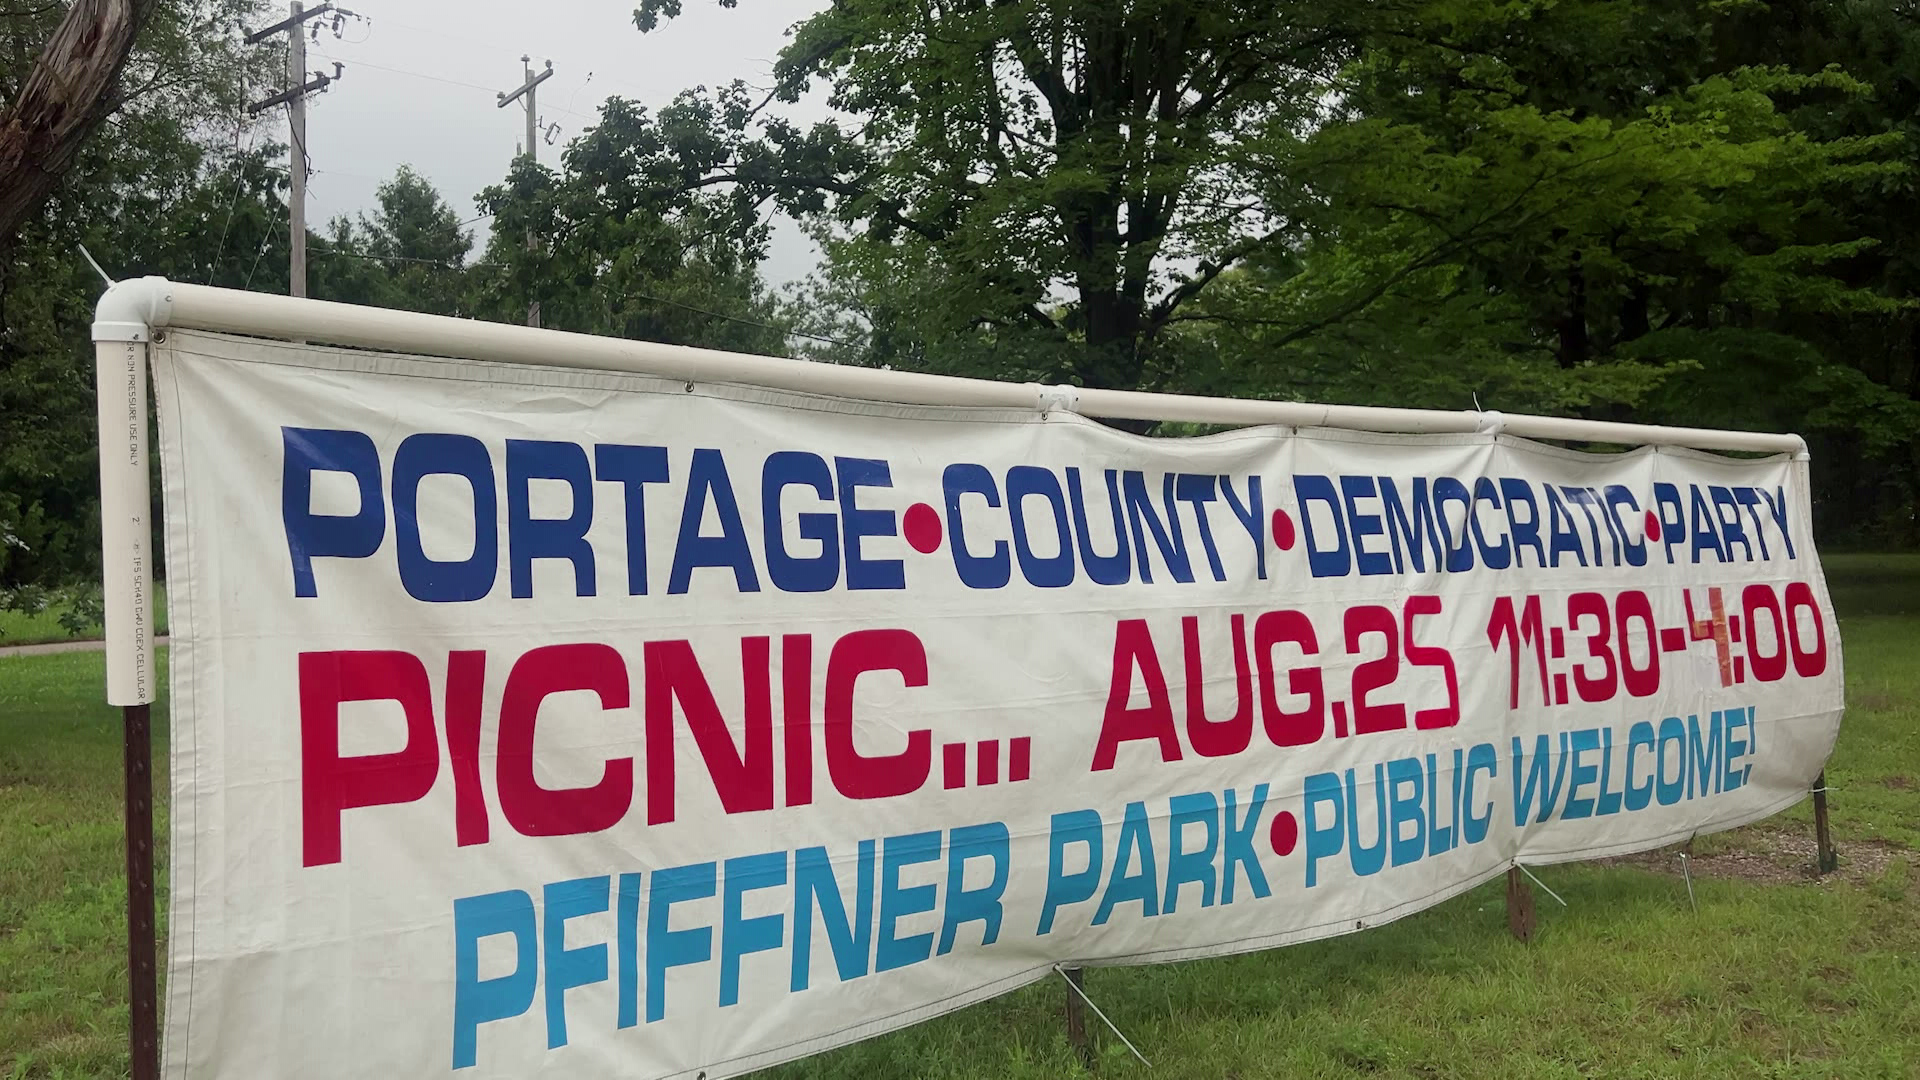 PORTAGE•COUNTY•DEMOCRATIC•PARTY
PICNIC... AUG.25 11:30-4:00
PFIFFNER PARK•PUBLIC WELCOME!